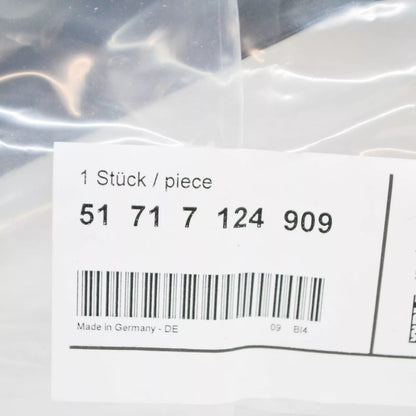 1 Stück / piece
51 71 7 124 909
Made in Germany - DE 09 BI4